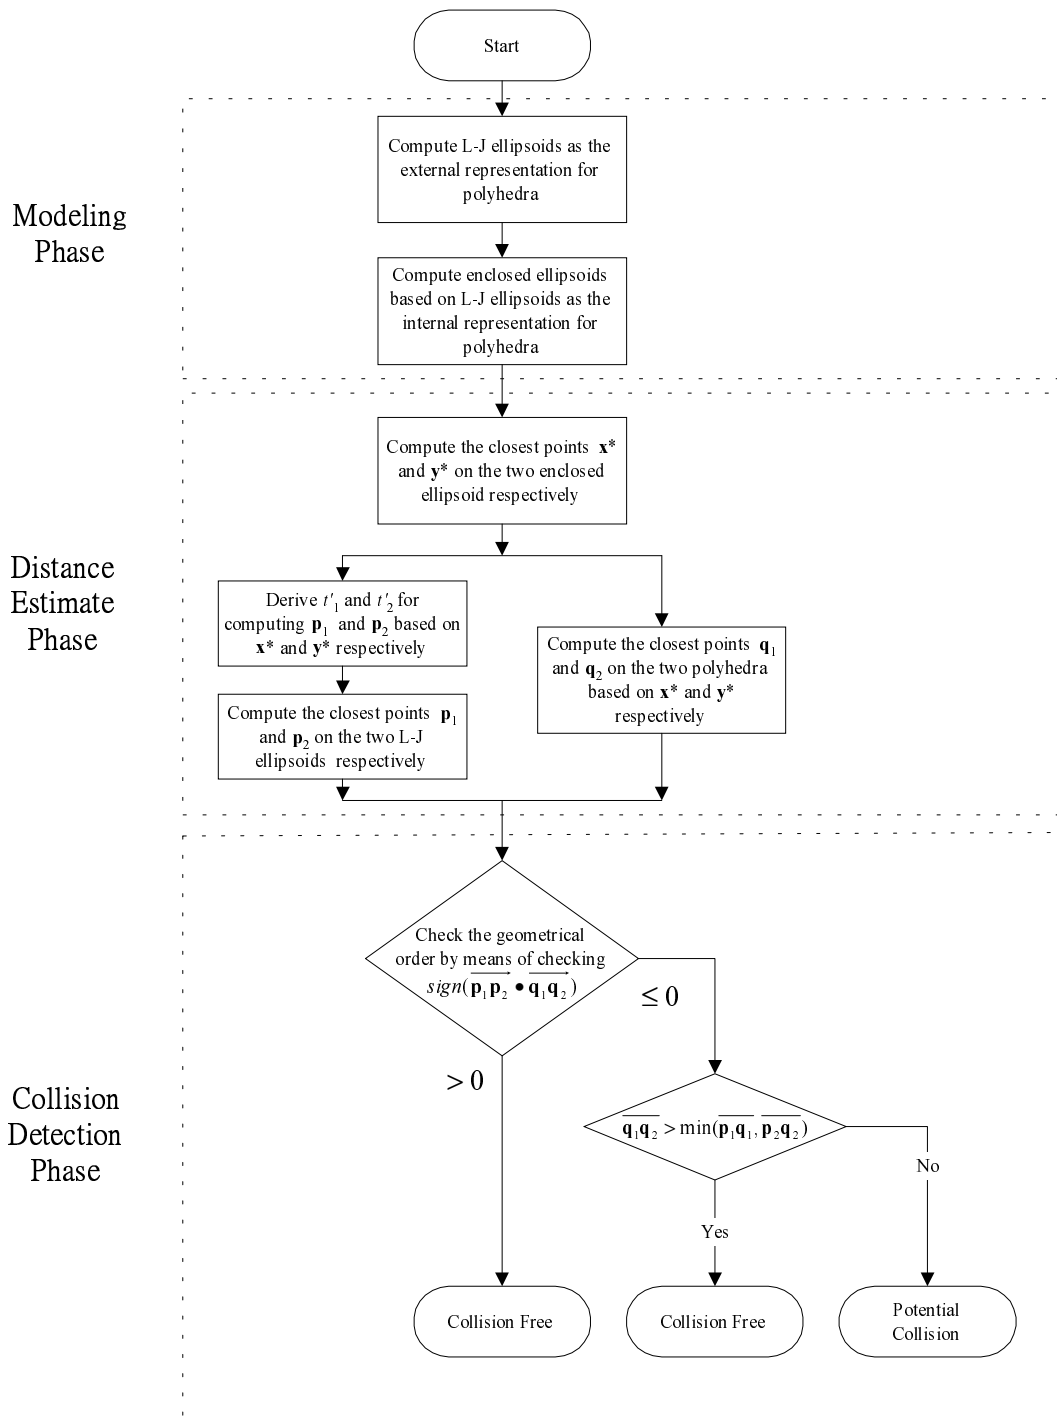 Start
Modeling
Phase
Compute L-J ellipsoids as the
external representation for
polyhedra
Compute enclosed ellipsoids
based on L-J ellipsoids as the
internal representation for
polyhedra
Distance
Estimate
Phase
Compute the closest points x*
and y* on the two enclosed
ellipsoid respectively
Derive t'₁ and t'₂ for
computing p₁ and p₂ based on
x* and y* respectively
Compute the closest points p₁
and p₂ on the two L-J
ellipsoids respectively
Compute the closest points q₁
and q₂ on the two polyhedra
based on x* and y*
respectively
Collision
Detection
Phase
Check the geometrical
order by means of checking
sign(p₁p₂ • q₁q₂)
≤ 0
> 0
q₁q₂ > min(p₁q₁, p₂q₂)
No
Yes
Collision Free
Collision Free
Potential
Collision